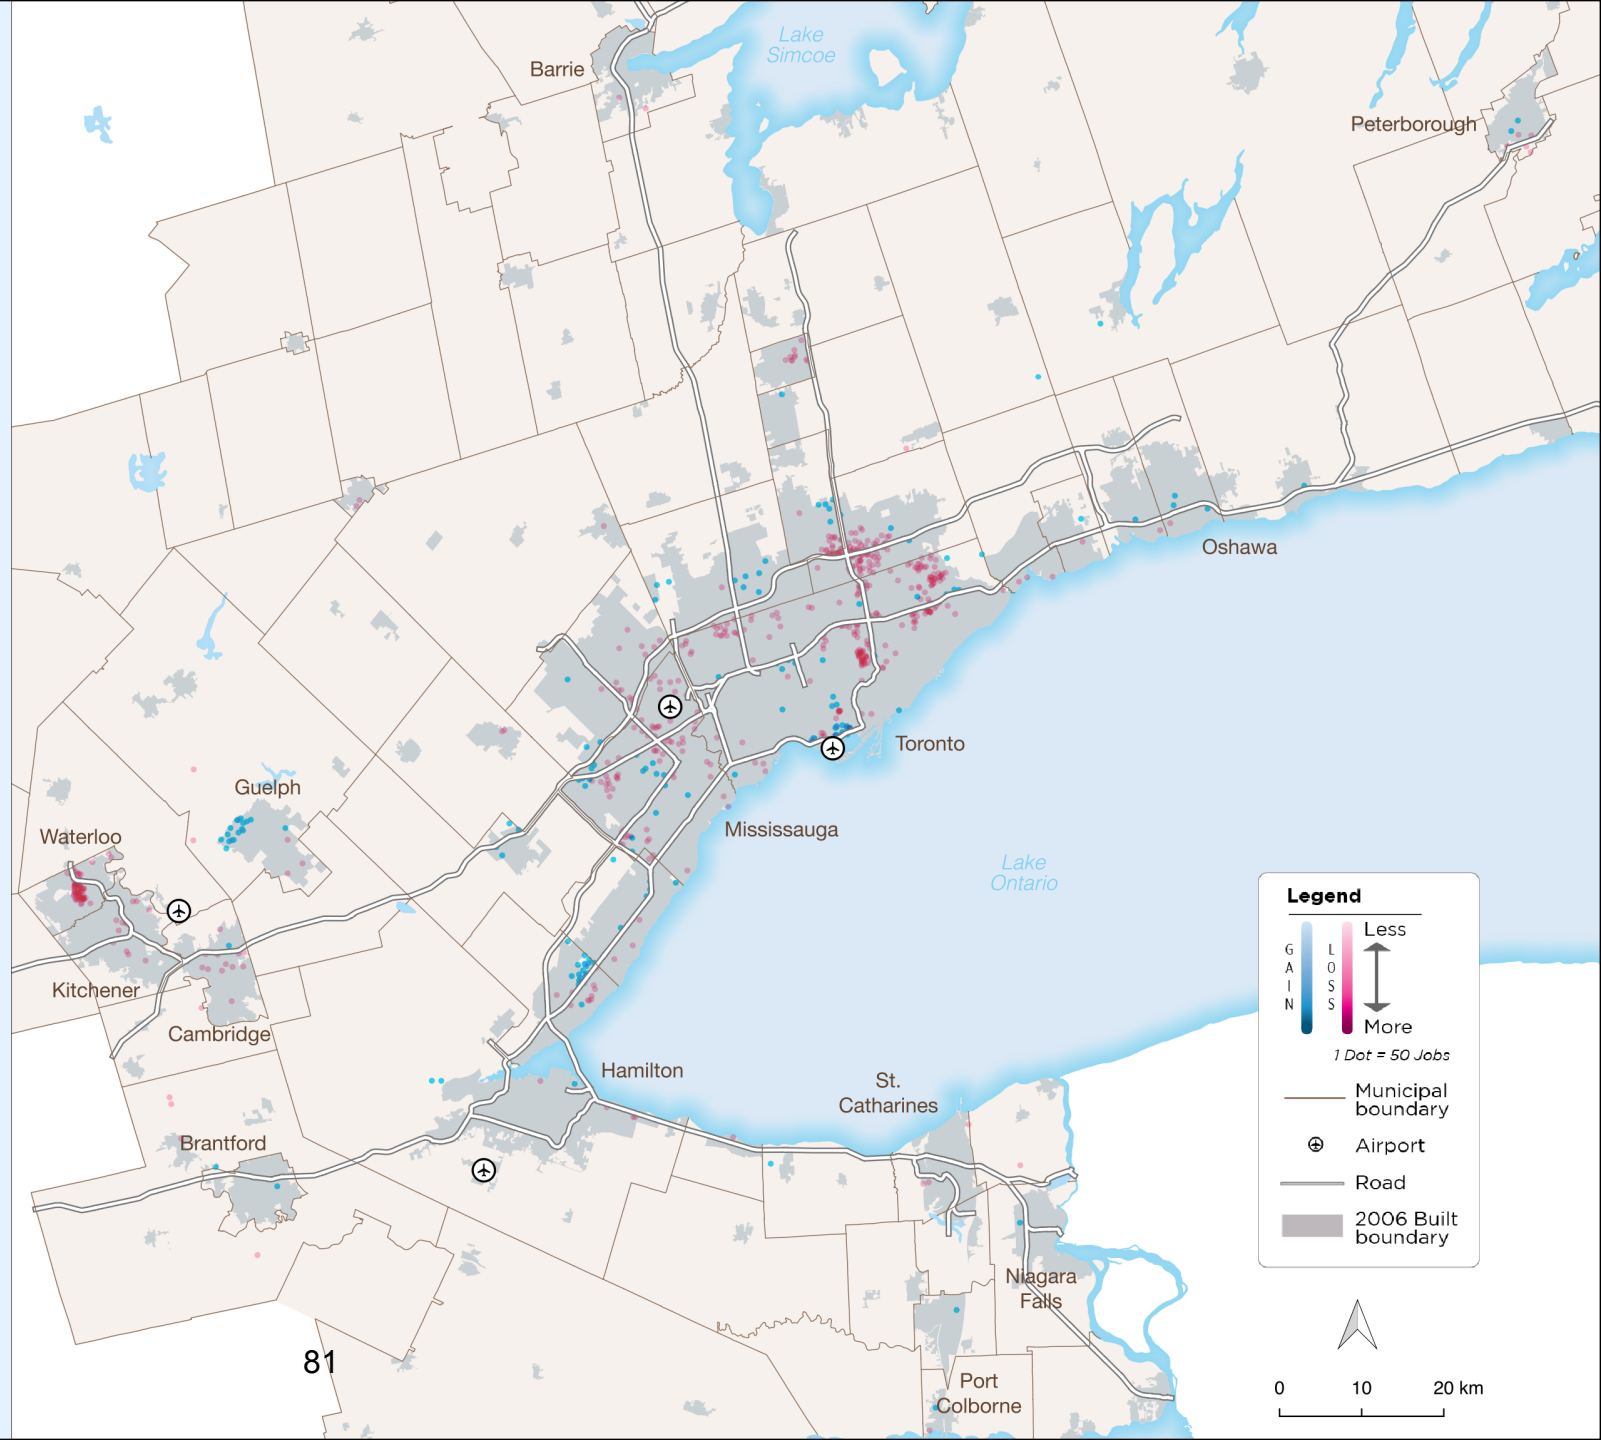 Lake
Simcoe
Barrie
Peterborough
Oshawa
Toronto
Guelph
Waterloo
Mississauga
Lake
Ontario
Kitchener
Cambridge
Hamilton
St.
Catharines
Brantford
Niagara
Falls
Port
Colborne
81
Legend
GAIN
LOSS
Less
More
1 Dot = 50 Jobs
Municipal
boundary
Airport
Road
2006 Built
boundary
0 10 20 km